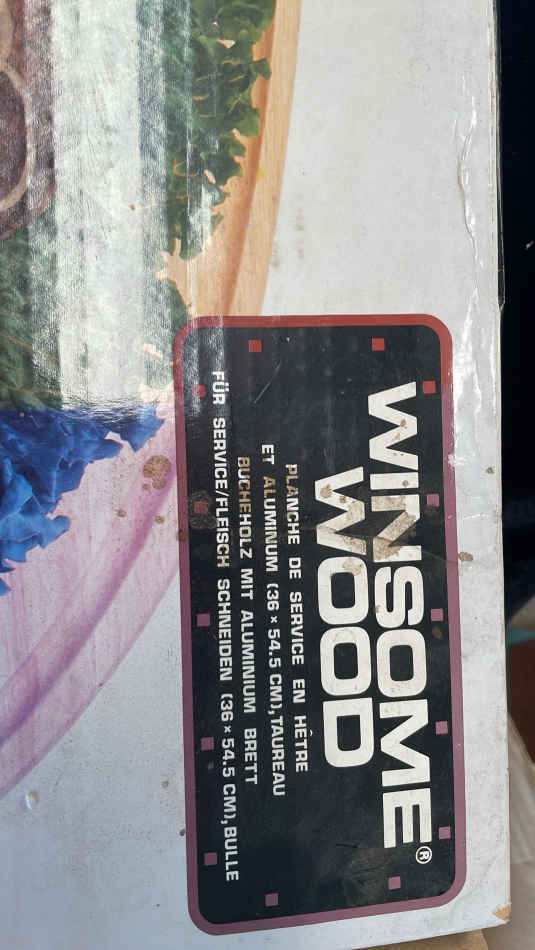 WINSOME®
WOOD
PLANCHE DE SERVICE EN HÊTRE
ET ALUMINUM (36 × 54.5 CM),TAUREAU
BUCHEHOLZ MIT ALUMINIUM BRETT
FÜR SERVICE/FLEISCH SCHNEIDEN (36 × 54.5 CM),BULLE